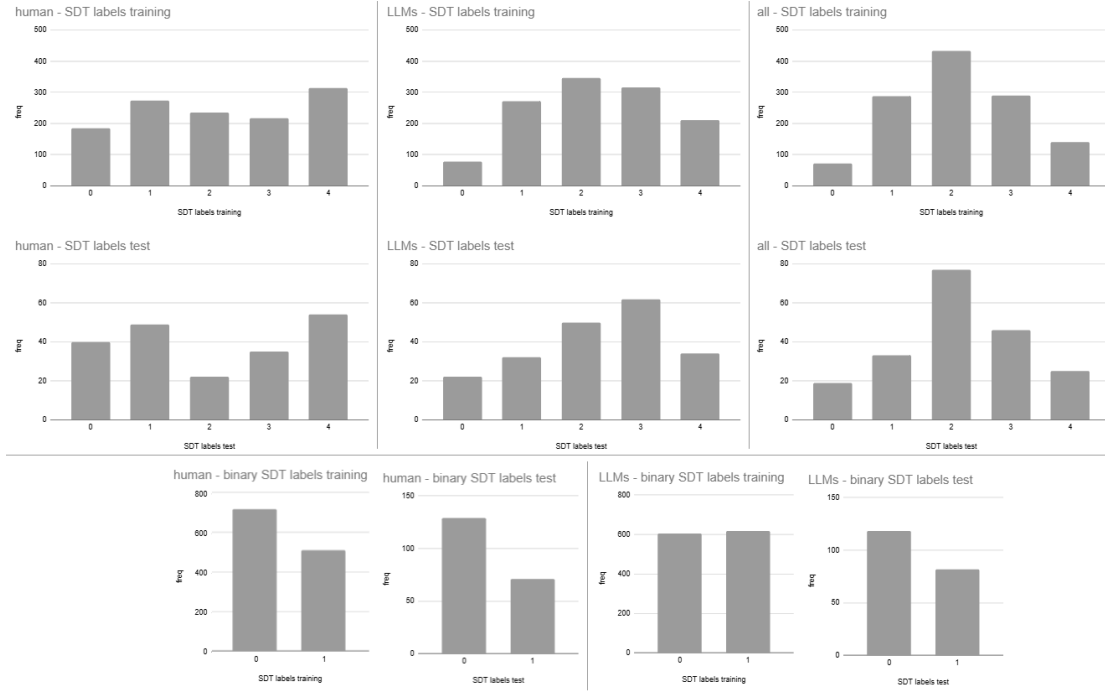 human - SDT labels training
500
400
300
200
100
0
freq
0 1 2 3 4
SDT labels training
LLMs - SDT labels training
500
400
300
200
100
0
freq
0 1 2 3 4
SDT labels training
all - SDT labels training
500
400
300
200
100
0
freq
0 1 2 3 4
SDT labels training
human - SDT labels test
80
60
40
20
0
freq
0 1 2 3 4
SDT labels test
LLMs - SDT labels test
80
60
40
20
0
freq
0 1 2 3 4
SDT labels test
all - SDT labels test
80
60
40
20
0
freq
0 1 2 3 4
SDT labels test
human - binary SDT labels training
800
600
400
200
0
freq
0 1
SDT labels training
human - binary SDT labels test
150
100
50
0
freq
0 1
SDT labels test
LLMs - binary SDT labels training
800
600
400
200
0
freq
0 1
SDT labels training
LLMs - binary SDT labels test
150
100
50
0
freq
0 1
SDT labels test